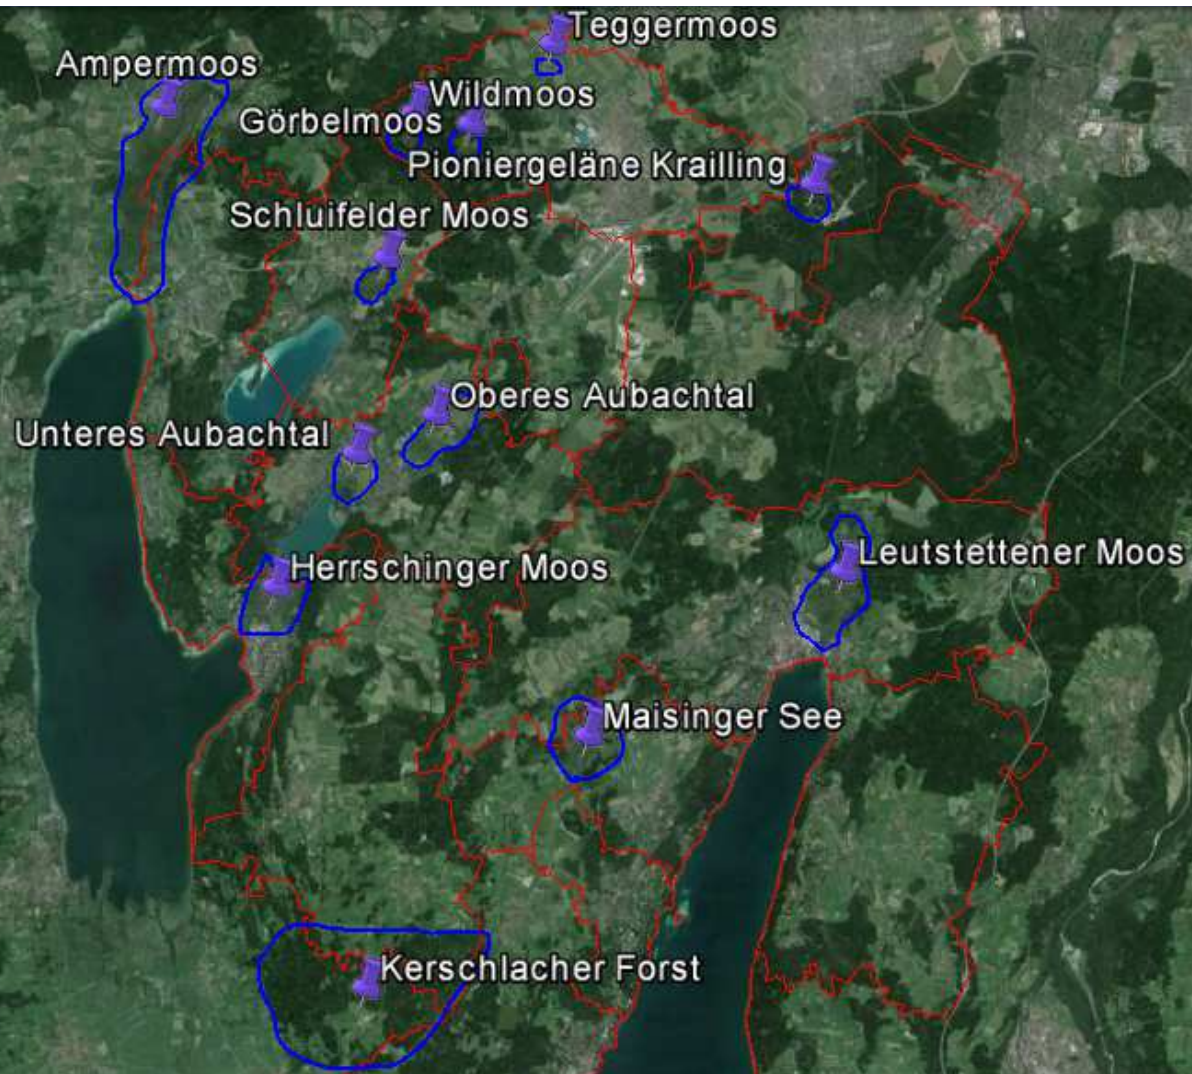 Teggermoos
Ampermoos
Wildmoos
Görbelmoos
Pioniergeläne Krailling
Schluifelder Moos
Oberes Aubachtal
Unteres Aubachtal
Leutstettener Moos
Herrschinger Moos
Maisinger See
Kerschlacher Forst